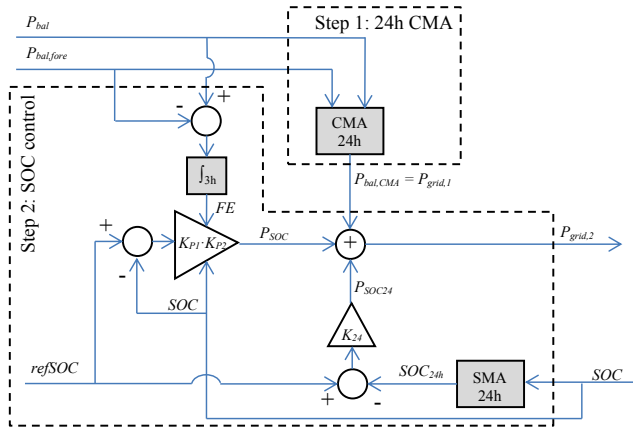 P_bal
Step 1: 24h CMA
P_bal,fore
+
-
CMA
24h
∫3h
P_bal,CMA = P_grid,1
Step 2: SOC control
FE
+
K_P1·K_P2
P_SOC
+
P_grid,2
-
SOC
P_SOC24
K_24
refSOC
SOC_24h
SMA
24h
SOC
+
-